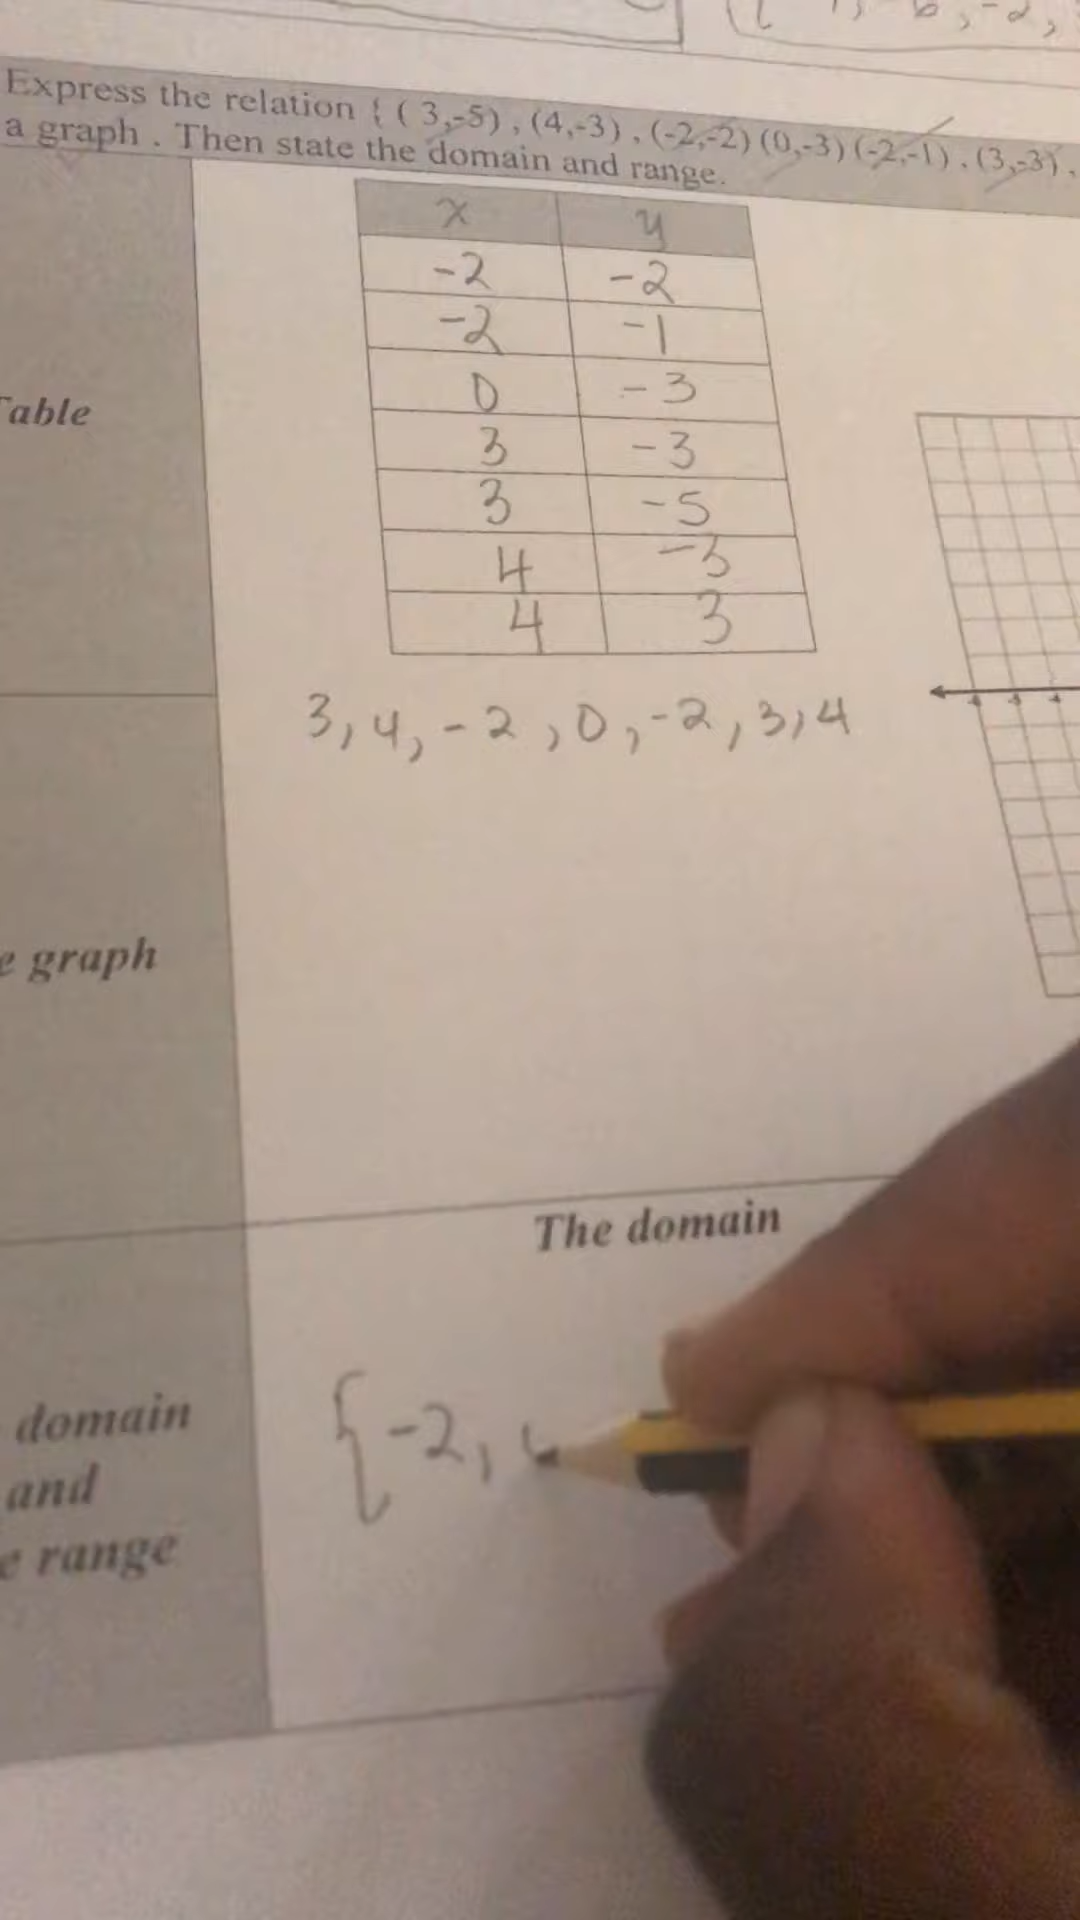 -2,
Express the relation { ( 3,-5) , (4,-3) , (-2,-2) (0,-3) (-2,-1) , (3,-3) ,
a graph . Then state the domain and range.
x y
-2 -2
-2 -1
0 -3
Table
3 -3
3 -5
4 -3
4 3
3, 4, -2, 0, -2, 3, 4
e graph
The domain
{-2,
domain
and
e range